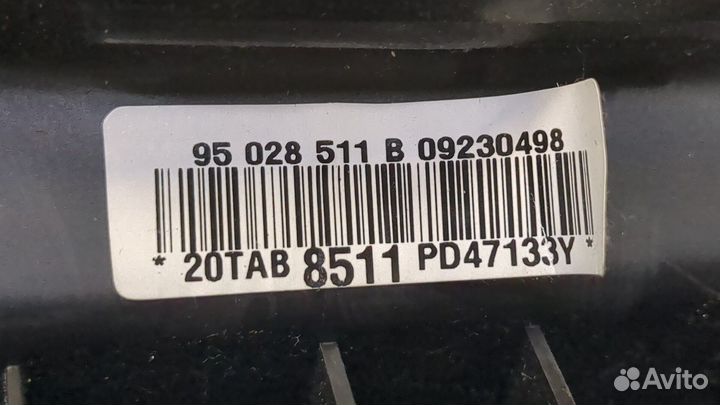 95 028 511 B 09230498
* 20TAB 8511 PD47133Y *
Avito